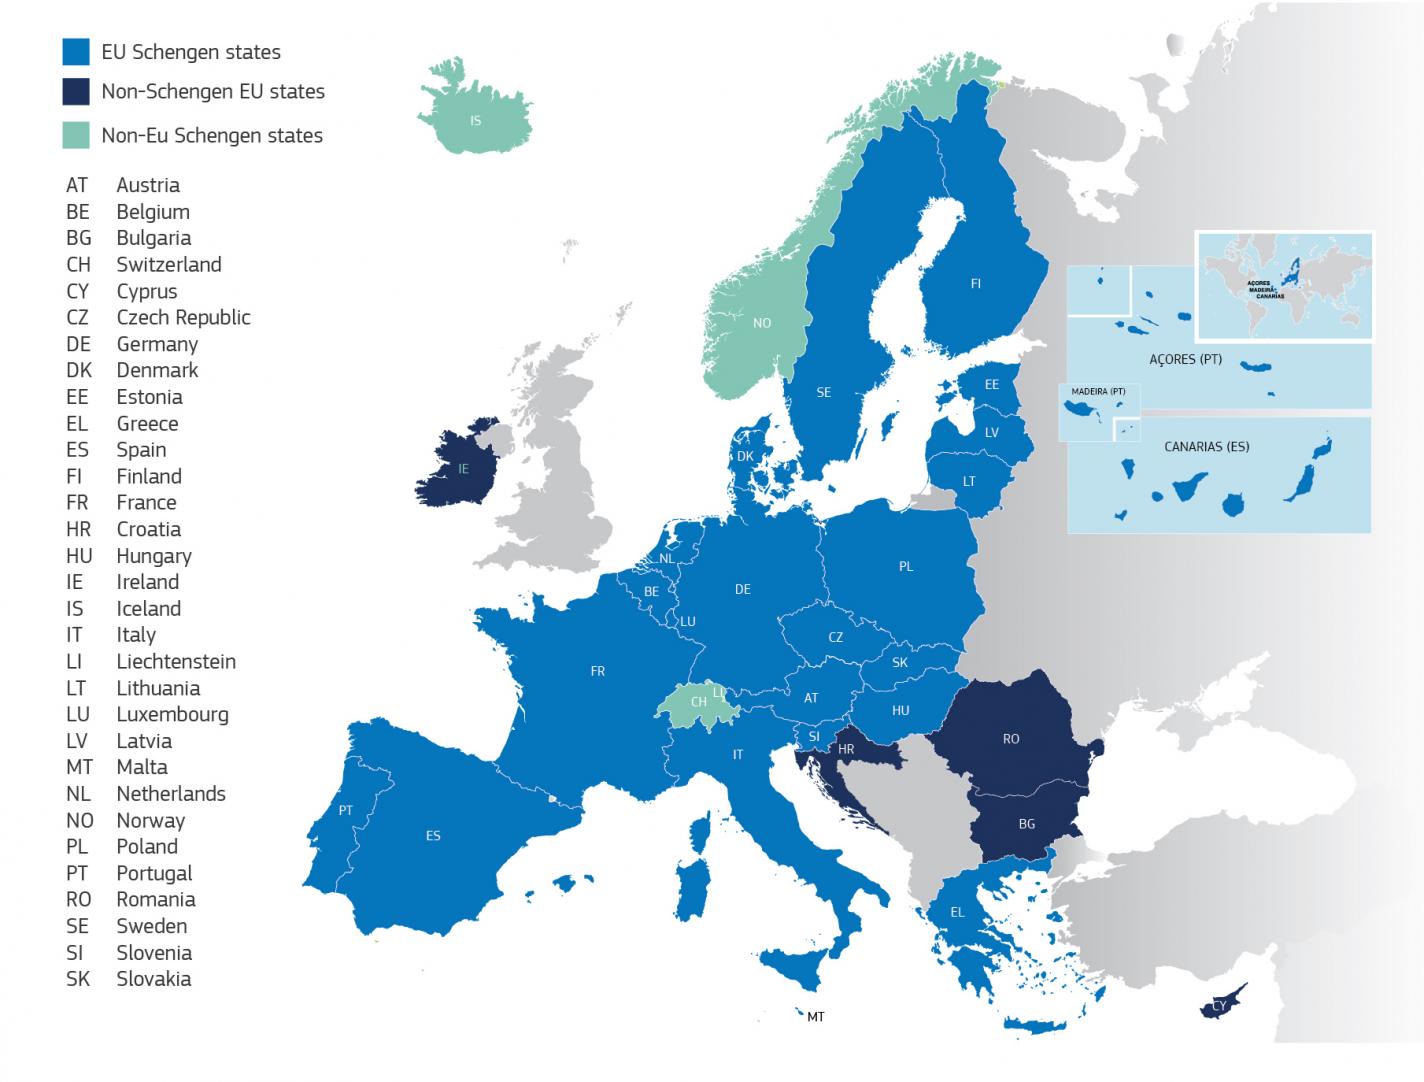 EU Schengen states
Non-Schengen EU states
Non-Eu Schengen states
AT Austria
BE Belgium
BG Bulgaria
CH Switzerland
CY Cyprus
CZ Czech Republic
DE Germany
DK Denmark
EE Estonia
EL Greece
ES Spain
FI Finland
FR France
HR Croatia
HU Hungary
IE Ireland
IS Iceland
IT Italy
LI Liechtenstein
LT Lithuania
LU Luxembourg
LV Latvia
MT Malta
NL Netherlands
NO Norway
PL Poland
PT Portugal
RO Romania
SE Sweden
SI Slovenia
SK Slovakia
IS
FI
NO
SE
EE
LV
DK
IE
LT
NL
PL
BE
DE
LU
CZ
SK
FR
LI
CH
AT
HU
SI
RO
HR
IT
PT
BG
ES
EL
CY
MT
AÇORES
MADEIRA
CANARIAS
AÇORES (PT)
MADEIRA (PT)
CANARIAS (ES)